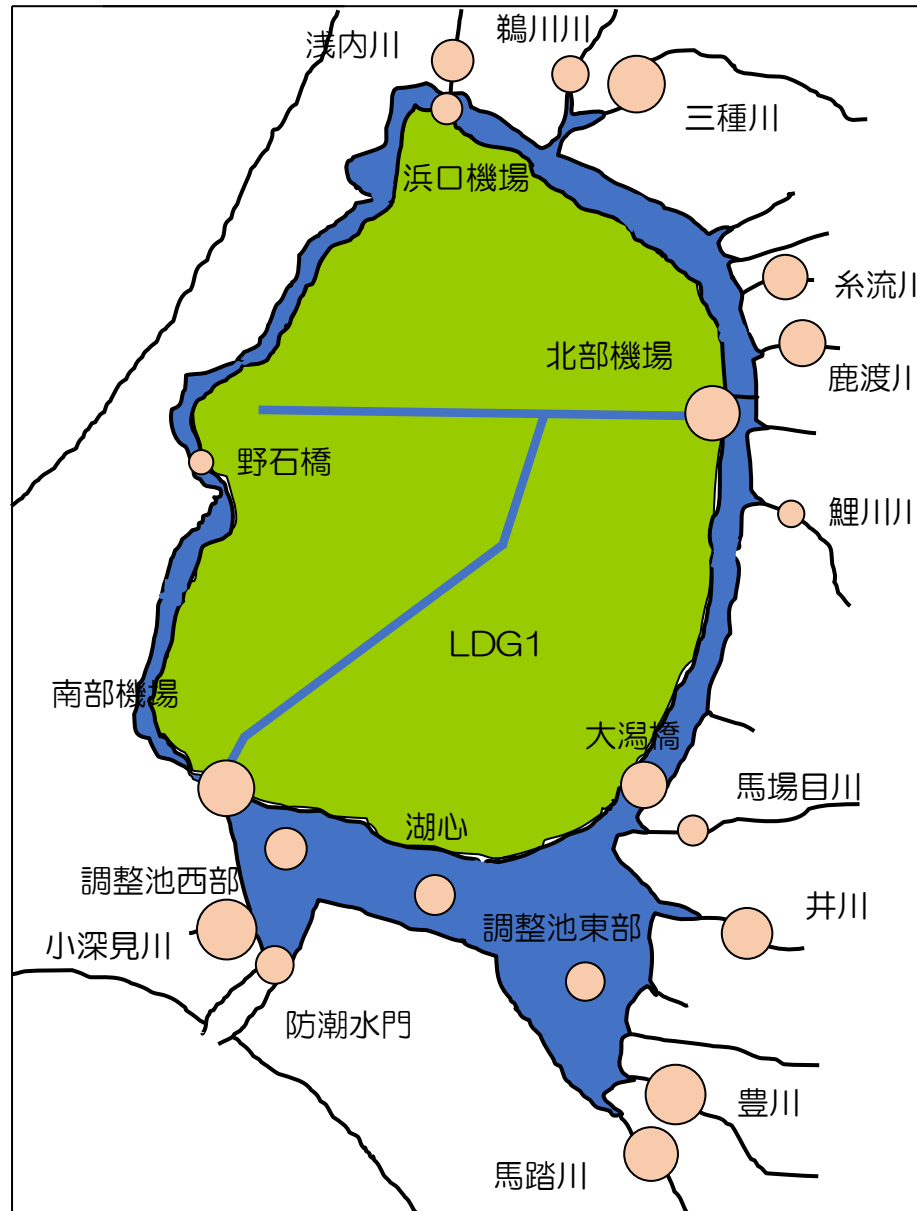 鵜川川
浅内川
三種川
浜口機場
糸流川
北部機場
鹿渡川
野石橋
鯉川川
LDG1
南部機場
大潟橋
馬場目川
湖心
調整池西部
井川
調整池東部
小深見川
防潮水門
豊川
馬踏川